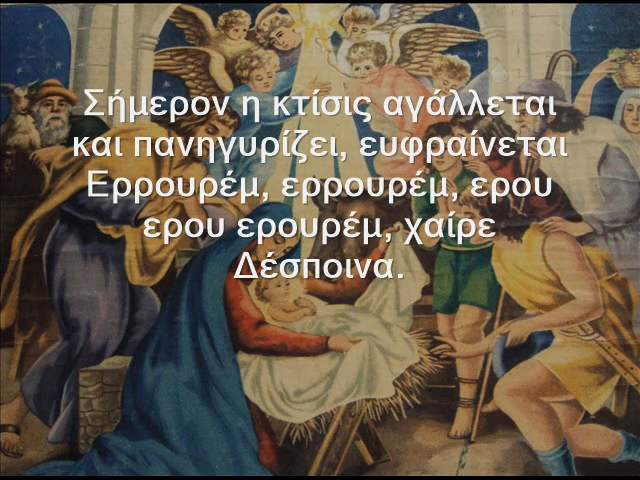 Σήμερον η κτίσις αγάλλεται
και πανηγυρίζει, ευφραίνεται
Ερρουρέμ, ερρουρέμ, ερου
ερου ερουρέμ, χαίρε
Δέσποινα.